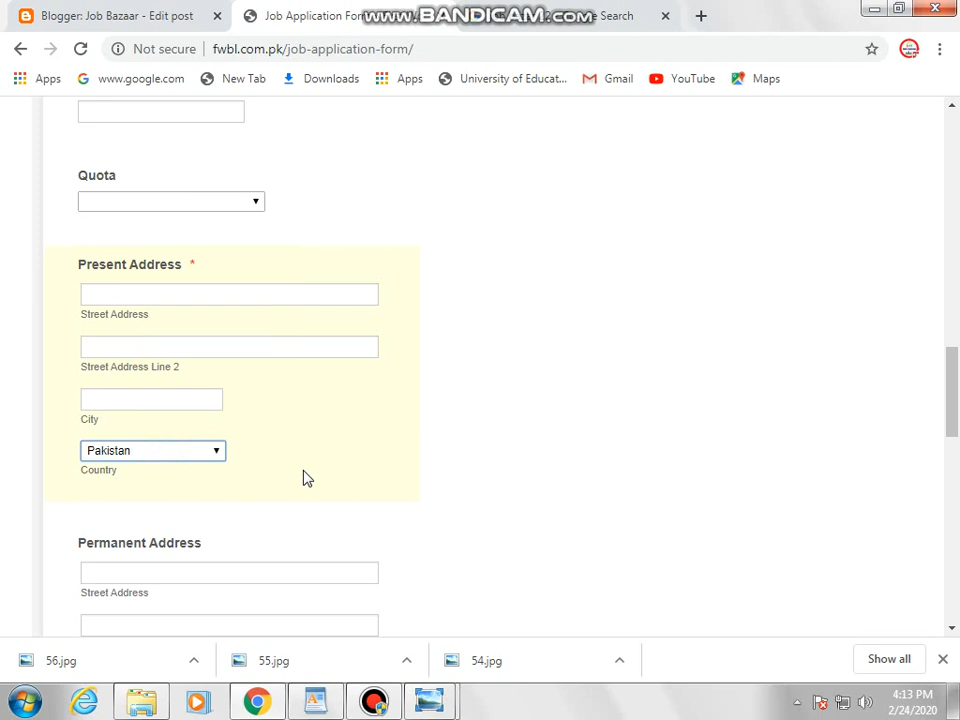 Blogger: Job Bazaar - Edit post
Job Application For
www.BANDICAM.com
e Search
Not secure
fwbl.com.pk/job-application-form/
Apps
www.google.com
New Tab
Downloads
Apps
University of Educat...
Gmail
YouTube
Maps
Quota
Present Address *
Street Address
Street Address Line 2
City
Pakistan
Country
Permanent Address
Street Address
56.jpg
55.jpg
54.jpg
Show all
4:13 PM
2/24/2020